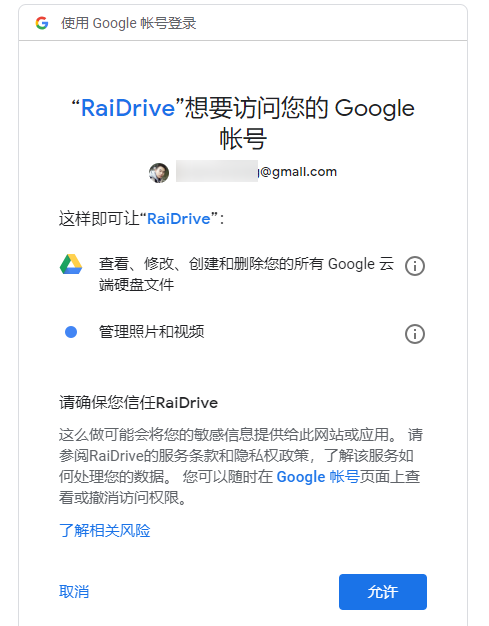 使用 Google 帐号登录
“RaiDrive”想要访问您的 Google
帐号
@gmail.com
这样即可让“RaiDrive”：
查看、修改、创建和删除您的所有 Google 云
端硬盘文件
管理照片和视频
请确保您信任RaiDrive
这么做可能会将您的敏感信息提供给此网站或应用。 请
参阅RaiDrive的服务条款和隐私权政策，了解该服务如
何处理您的数据。 您可以随时在 Google 帐号页面上查
看或撤消访问权限。
了解相关风险
取消
允许